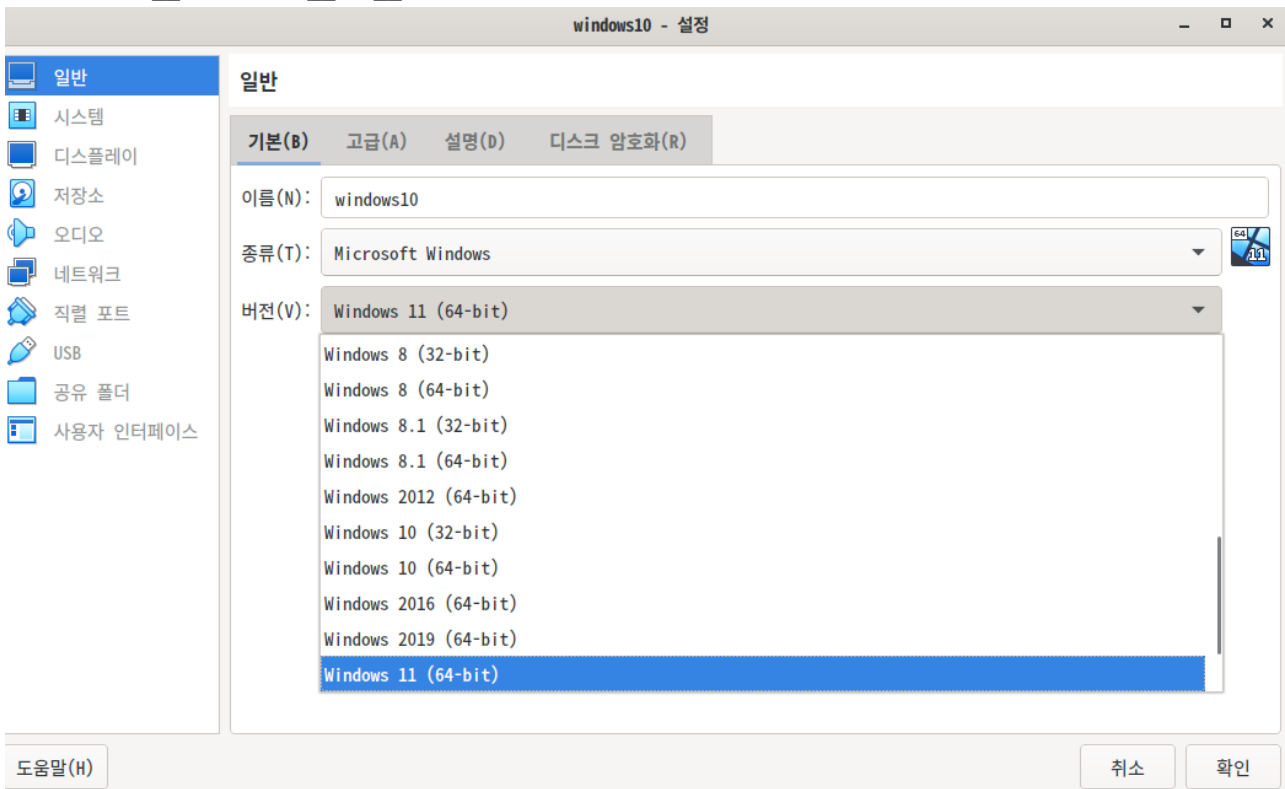 windows10 - 설정
일반
시스템
디스플레이
저장소
오디오
네트워크
직렬 포트
USB
공유 폴더
사용자 인터페이스
일반
기본(B) 고급(A) 설명(D) 디스크 암호화(R)
이름(N): windows10
종류(T): Microsoft Windows
64
11
버전(V): Windows 11 (64-bit)
Windows 8 (32-bit)
Windows 8 (64-bit)
Windows 8.1 (32-bit)
Windows 8.1 (64-bit)
Windows 2012 (64-bit)
Windows 10 (32-bit)
Windows 10 (64-bit)
Windows 2016 (64-bit)
Windows 2019 (64-bit)
Windows 11 (64-bit)
도움말(H) 취소 확인